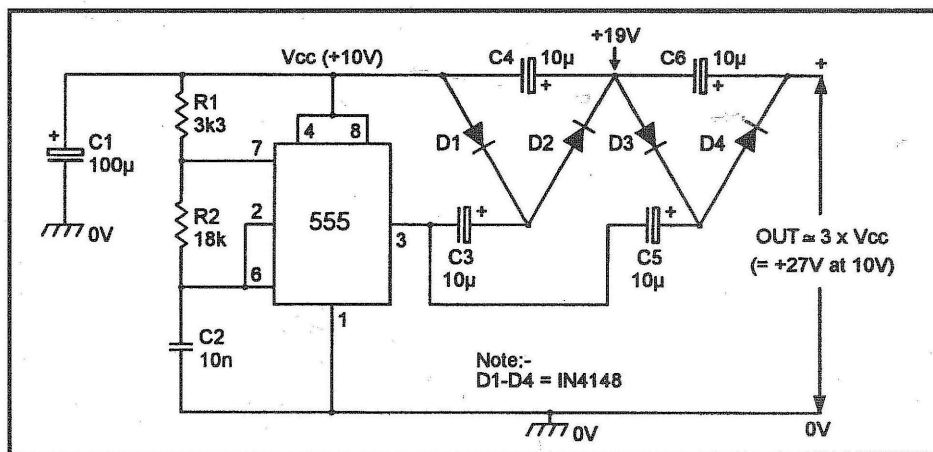 +19V
Vcc (+10V)
C4
10µ
+
C6
10µ
+
+
R1
3k3
4
8
D1
D2
D3
D4
+
C1
100µ
7
R2
18k
2
555
3
+
C3
10µ
+
C5
10µ
OUT ≃ 3 x Vcc
(= +27V at 10V)
0V
6
1
C2
10n
Note:-
D1-D4 = IN4148
0V
0V